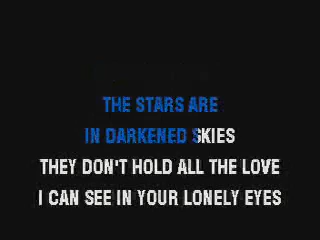 THE STARS ARE
IN DARKENED SKIES
THEY DON'T HOLD ALL THE LOVE
I CAN SEE IN YOUR LONELY EYES